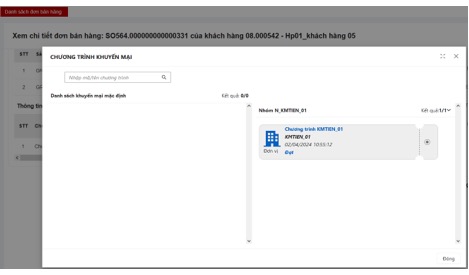 Danh sách đơn bán hàng
Xem chi tiết đơn bán hàng: SO564.000000000000331 của khách hàng 08.000542 - Hp01_khách hàng 05
STT
CHƯƠNG TRÌNH KHUYẾN MẠI
1
2
Nhập mã/tên chương trình
Danh sách khuyến mại mặc định
Kết quả: 0/0
Thông tin
STT
1
Nhóm N_KMTIEN_01
Kết quả: 1/1
Chương trình KMTIEN_01
KMTIEN_01
02/04/2024 10:55:12
Đơn vị
Đạt
Đóng